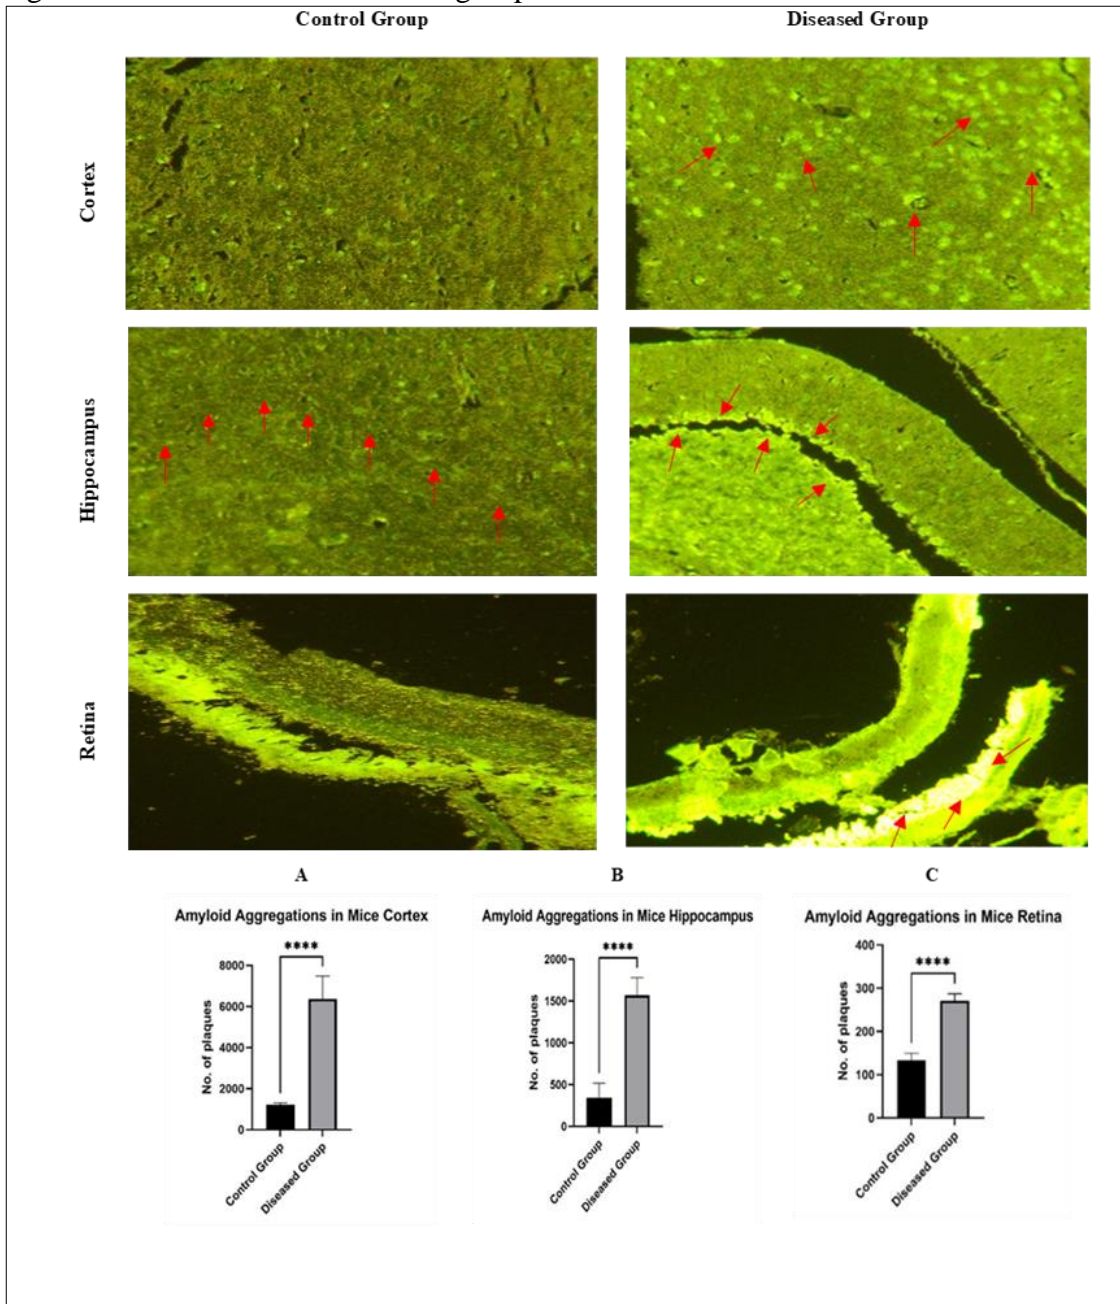 Control Group
Diseased Group
Cortex
Hippocampus
Retina
A
B
C
Amyloid Aggregations in Mice Cortex
****
No. of plaques
8000
6000
4000
2000
0
Control Group
Diseased Group
Amyloid Aggregations in Mice Hippocampus
****
No. of plaques
2000
1500
1000
500
0
Control Group
Diseased Group
Amyloid Aggregations in Mice Retina
****
No. of plaques
400
300
200
100
0
Control Group
Diseased Group